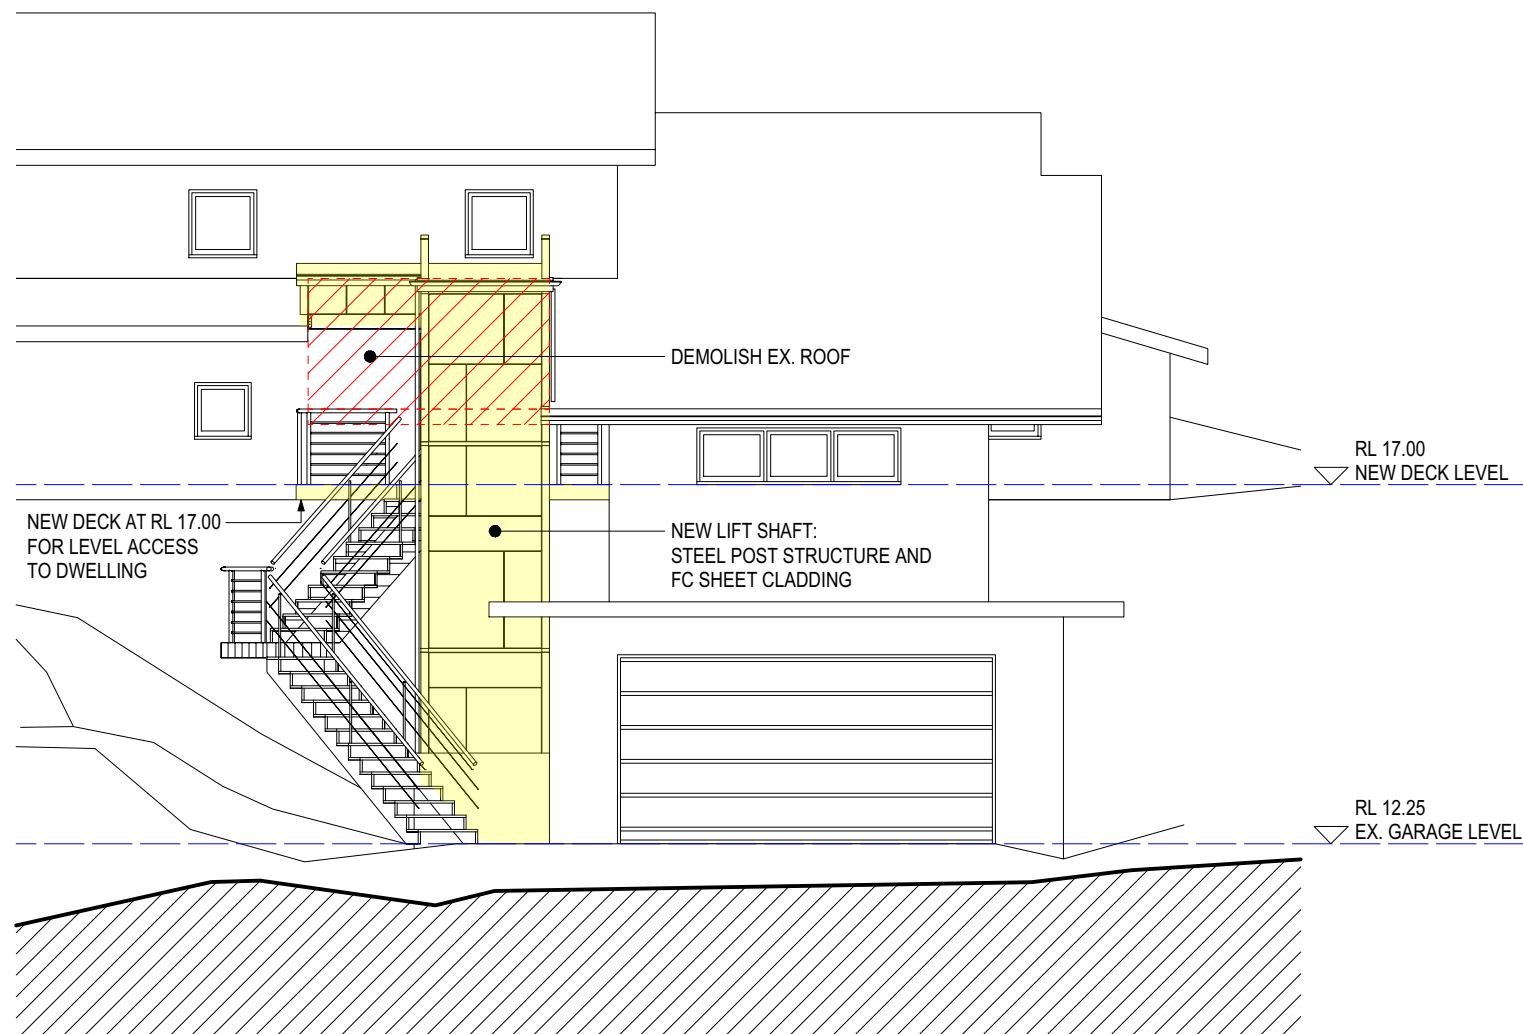 DEMOLISH EX. ROOF
RL 17.00
NEW DECK LEVEL
NEW DECK AT RL 17.00
FOR LEVEL ACCESS
TO DWELLING
NEW LIFT SHAFT:
STEEL POST STRUCTURE AND
FC SHEET CLADDING
RL 12.25
EX. GARAGE LEVEL